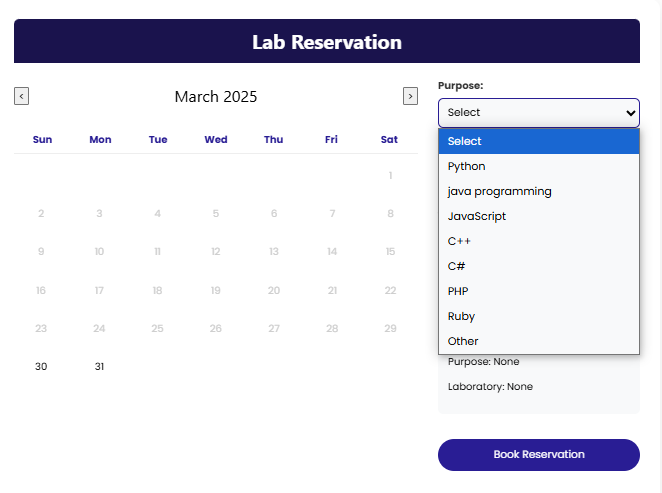 Lab Reservation
< March 2025 >
Sun Mon Tue Wed Thu Fri Sat
1
2 3 4 5 6 7 8
9 10 11 12 13 14 15
16 17 18 19 20 21 22
23 24 25 26 27 28 29
30 31
Purpose:
Select
Select
Python
java programming
JavaScript
C++
C#
PHP
Ruby
Other
Purpose: None
Laboratory: None
Book Reservation